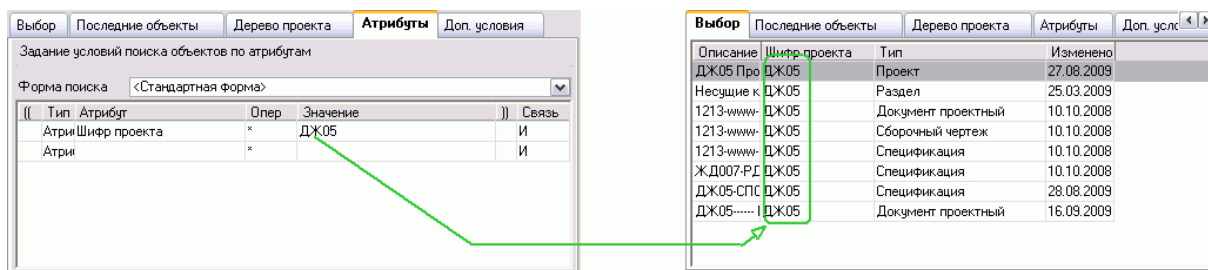 Выбор Последние объекты Дерево проекта Атрибуты Доп. условия
Задание условий поиска объектов по атрибутам
Форма поиска <Стандартная форма>
(( Тип Атрибут Опер Значение )) Связь
Атри Шифр проекта * ДЖ05 И
Атри * И
Выбор Последние объекты Дерево проекта Атрибуты Доп. усло
Описание Шифр проекта Тип Изменено
ДЖ05 Про ДЖ05 Проект 27.08.2009
Несущие к ДЖ05 Раздел 25.03.2009
1213-www- ДЖ05 Документ проектный 10.10.2008
1213-www- ДЖ05 Сборочный чертеж 10.10.2008
1213-www- ДЖ05 Спецификация 10.10.2008
ЖД007-РД ДЖ05 Спецификация 10.10.2008
ДЖ05-СПС ДЖ05 Спецификация 28.08.2009
ДЖ05------ ДЖ05 Документ проектный 16.09.2009